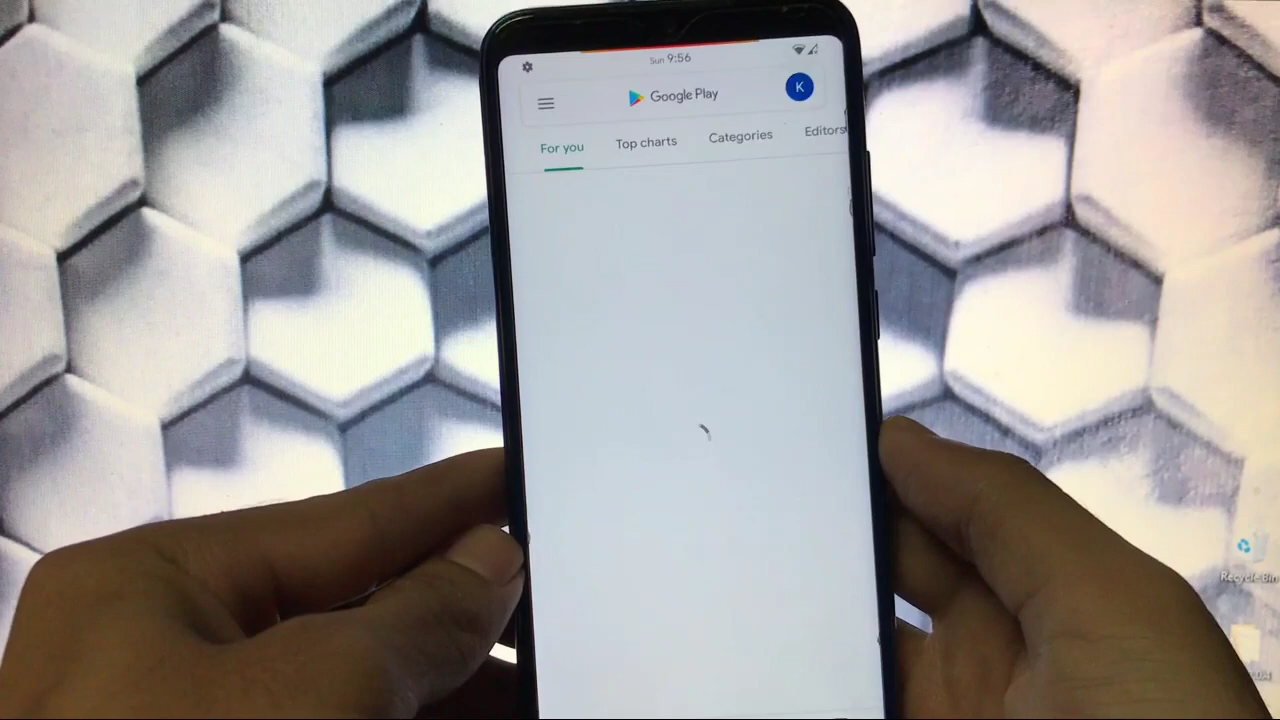 Sun 9:56
Google Play
K
For you
Top charts
Categories
Editors
Recycle Bin